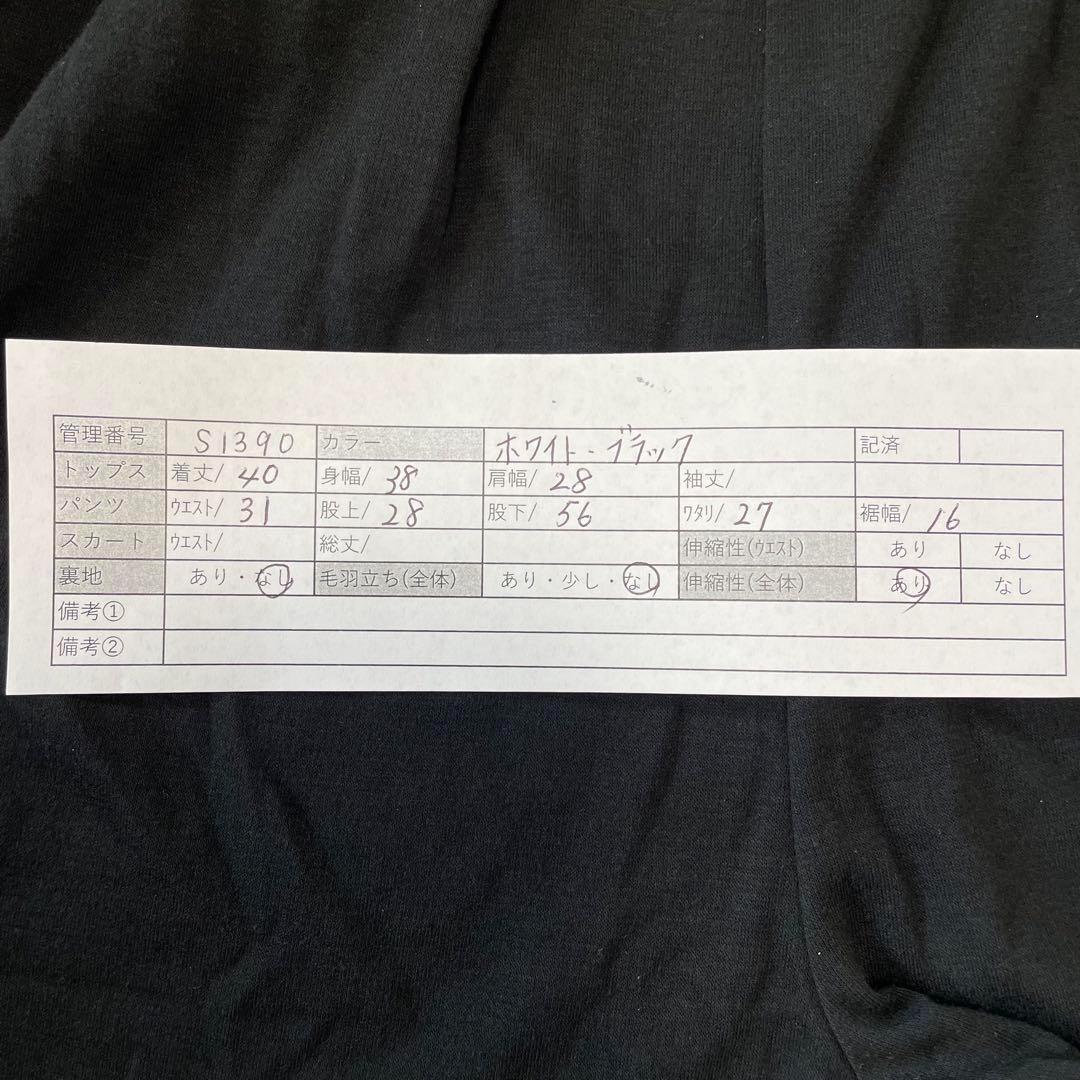 管理番号 S1390 カラー ホワイト・ブラック 記済
トップス 着丈/ 40 身幅/ 38 肩幅/ 28 袖丈/
パンツ ｳｴｽﾄ/ 31 股上/ 28 股下/ 56 ﾜﾀﾘ/ 27 裾幅/ 16
スカート ｳｴｽﾄ/ 総丈/ 伸縮性(ｳｴｽﾄ) あり なし
裏地 あり・なし 毛羽立ち(全体) あり・少し・なし 伸縮性(全体) あり なし
備考①
備考②